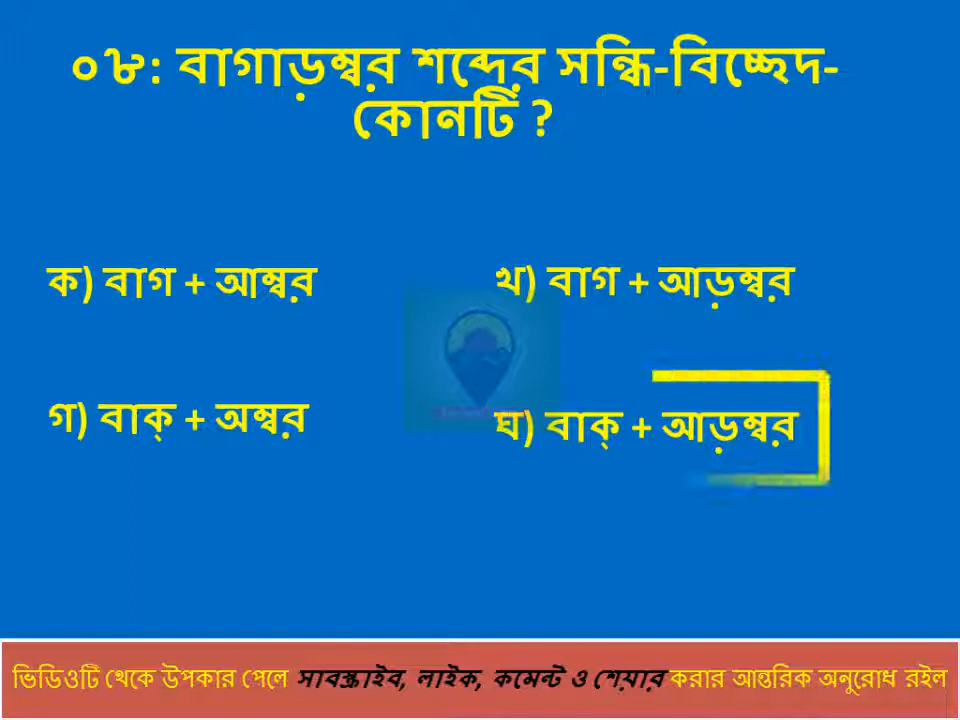 ০৮: বাগাড়ম্বর শব্দের সন্ধি-বিচ্ছেদ-
কোনটি ?
ক) বাগ + আম্বর
খ) বাগ + আড়ম্বর
গ) বাক্ + অম্বর
ঘ) বাক্ + আড়ম্বর
ভিডিওটি থেকে উপকার পেলে সাবস্ক্রাইব, লাইক, কমেন্ট ও শেয়ার করার আন্তরিক অনুরোধ রইল